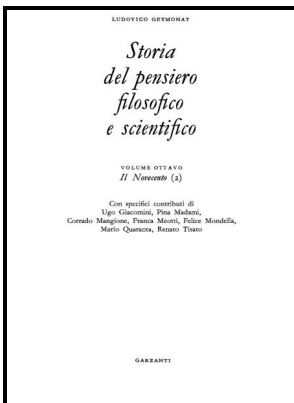 LUDOVICO GEYMONAT
Storia
del pensiero
filosofico
e scientifico
VOLUME OTTAVO
Il Novecento (2)
Con specifici contributi di
Ugo Giacomini, Pina Madami,
Corrado Mangione, Franca Meotti, Felice Mondella,
Mario Quaranta, Renato Tisato
GARZANTI